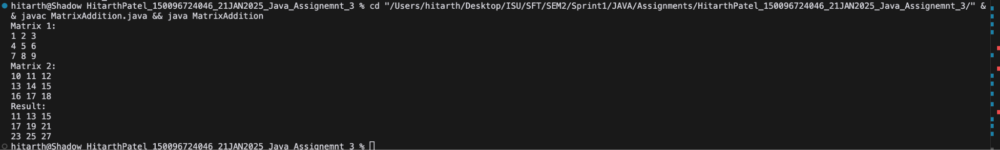 hitarth@Shadow HitarthPatel_150096724046_21JAN2025_Java_Assignemnt_3 % cd "/Users/hitarth/Desktop/ISU/SFT/SEM2/Sprint1/JAVA/Assignments/HitarthPatel_150096724046_21JAN2025_Java_Assignemnt_3/" &
& javac MatrixAddition.java && java MatrixAddition
Matrix 1:
1 2 3
4 5 6
7 8 9
Matrix 2:
10 11 12
13 14 15
16 17 18
Result:
11 13 15
17 19 21
23 25 27
hitarth@Shadow HitarthPatel_150096724046_21JAN2025_Java_Assignemnt_3 %